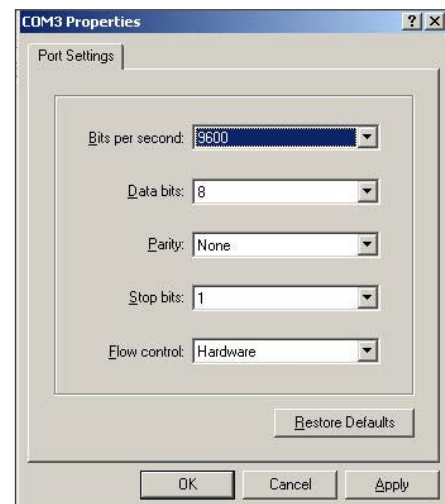 COM3 Properties
Port Settings
Bits per second: 9600
Data bits: 8
Parity: None
Stop bits: 1
Flow control: Hardware
Restore Defaults
OK Cancel Apply